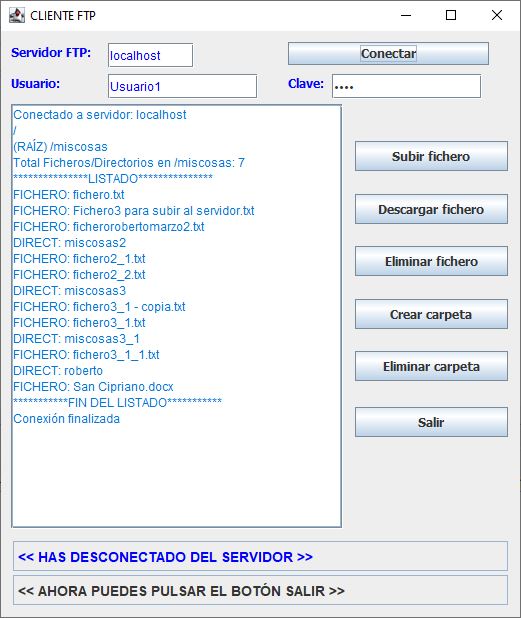 CLIENTE FTP
Servidor FTP: localhost Conectar
Usuario: Usuario1 Clave: ••••
Conectado a servidor: localhost
/
(RAÍZ) /miscosas
Total Ficheros/Directorios en /miscosas: 7
***************LISTADO***************
FICHERO: fichero.txt
FICHERO: Fichero3 para subir al servidor.txt
FICHERO: ficherorobertomarzo2.txt
DIRECT: miscosas2
FICHERO: fichero2_1.txt
FICHERO: fichero2_2.txt
DIRECT: miscosas3
FICHERO: fichero3_1 - copia.txt
FICHERO: fichero3_1.txt
DIRECT: miscosas3_1
FICHERO: fichero3_1_1.txt
DIRECT: roberto
FICHERO: San Cipriano.docx
***********FIN DEL LISTADO***********
Conexión finalizada
Subir fichero
Descargar fichero
Eliminar fichero
Crear carpeta
Eliminar carpeta
Salir
<< HAS DESCONECTADO DEL SERVIDOR >>
<< AHORA PUEDES PULSAR EL BOTÓN SALIR >>